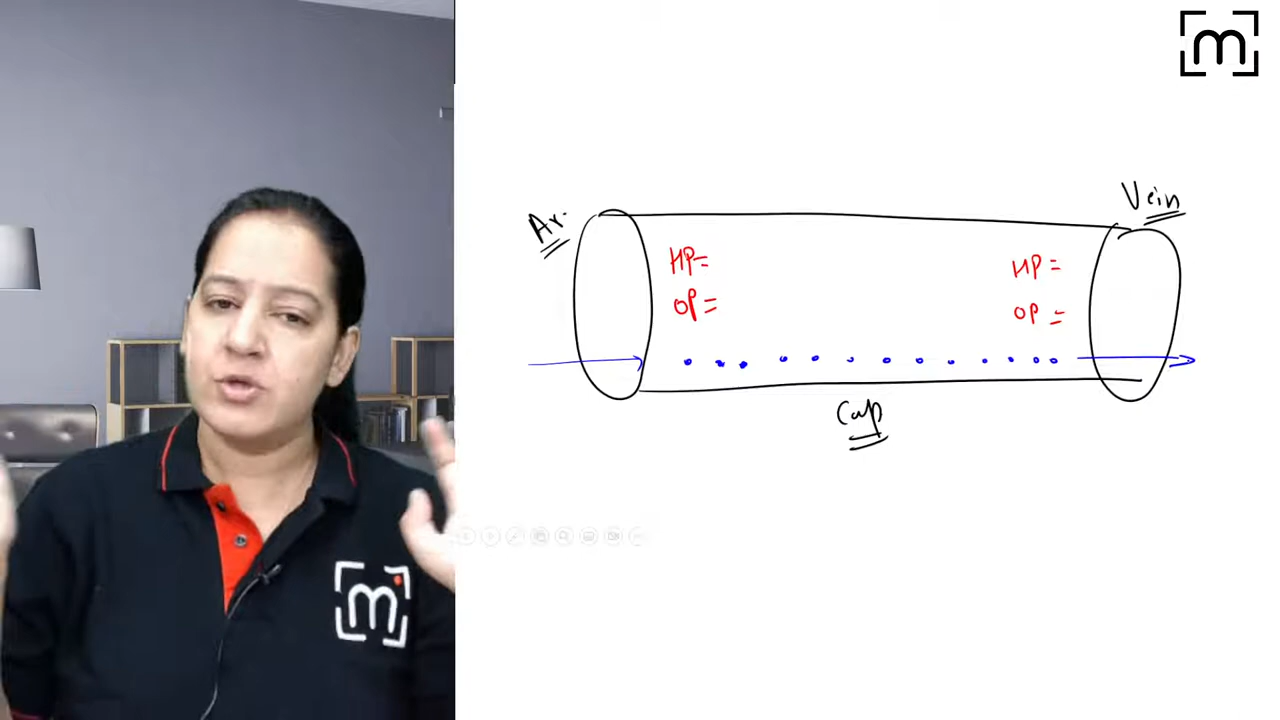 m
Vein
Ar.
HP=
HP =
OP =
OP =
Cap
m